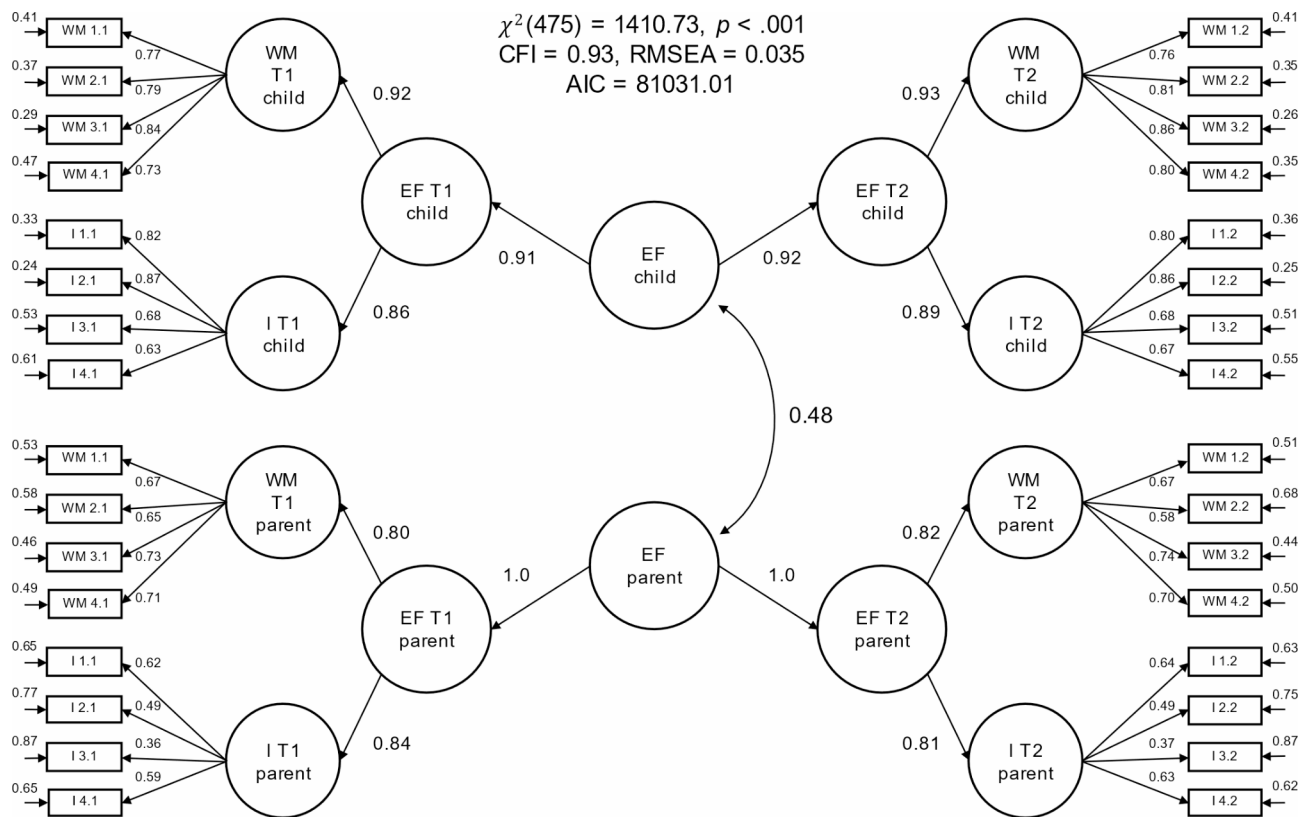 χ²(475) = 1410.73, p < .001
CFI = 0.93, RMSEA = 0.035
AIC = 81031.01
0.41
WM 1.1
0.77
0.37
WM 2.1
0.79
0.29
WM 3.1
0.84
0.47
WM 4.1
0.73
WM
T1
child
0.92
0.33
I 1.1
0.82
0.24
I 2.1
0.87
0.53
I 3.1
0.68
0.61
I 4.1
0.63
I T1
child
0.86
EF T1
child
0.91
EF
child
0.92
EF T2
child
0.93
WM
T2
child
0.76
WM 1.2
0.41
0.81
WM 2.2
0.35
0.86
WM 3.2
0.26
0.80
WM 4.2
0.35
0.89
I T2
child
0.80
I 1.2
0.36
0.86
I 2.2
0.25
0.68
I 3.2
0.51
0.67
I 4.2
0.55
0.48
0.53
WM 1.1
0.67
0.58
WM 2.1
0.65
0.46
WM 3.1
0.73
0.49
WM 4.1
0.71
WM
T1
parent
0.80
0.65
I 1.1
0.62
0.77
I 2.1
0.49
0.87
I 3.1
0.36
0.65
I 4.1
0.59
I T1
parent
0.84
EF T1
parent
1.0
EF
parent
1.0
EF T2
parent
0.82
WM
T2
parent
0.67
WM 1.2
0.51
0.58
WM 2.2
0.68
0.74
WM 3.2
0.44
0.70
WM 4.2
0.50
0.81
I T2
parent
0.64
I 1.2
0.63
0.49
I 2.2
0.75
0.37
I 3.2
0.87
0.63
I 4.2
0.62